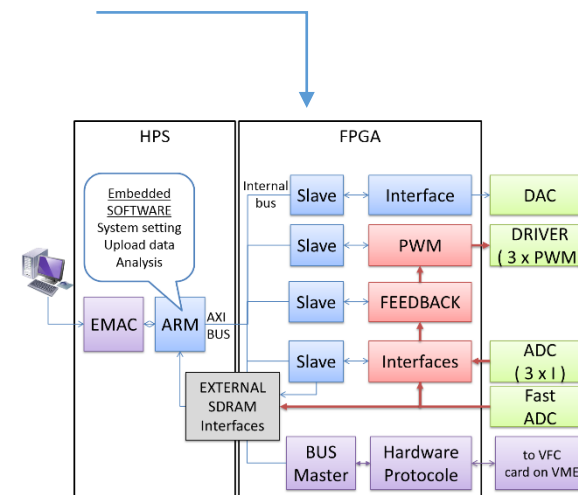 HPS
FPGA
Embedded
SOFTWARE
System setting
Upload data
Analysis
EMAC
ARM
AXI
BUS
Internal
bus
Slave
Interface
DAC
Slave
PWM
DRIVER
( 3 x PWM
Slave
FEEDBACK
Slave
Interfaces
ADC
( 3 x I )
EXTERNAL
SDRAM
Interfaces
Fast
ADC
BUS
Master
Hardware
Protocole
to VFC
card on VME